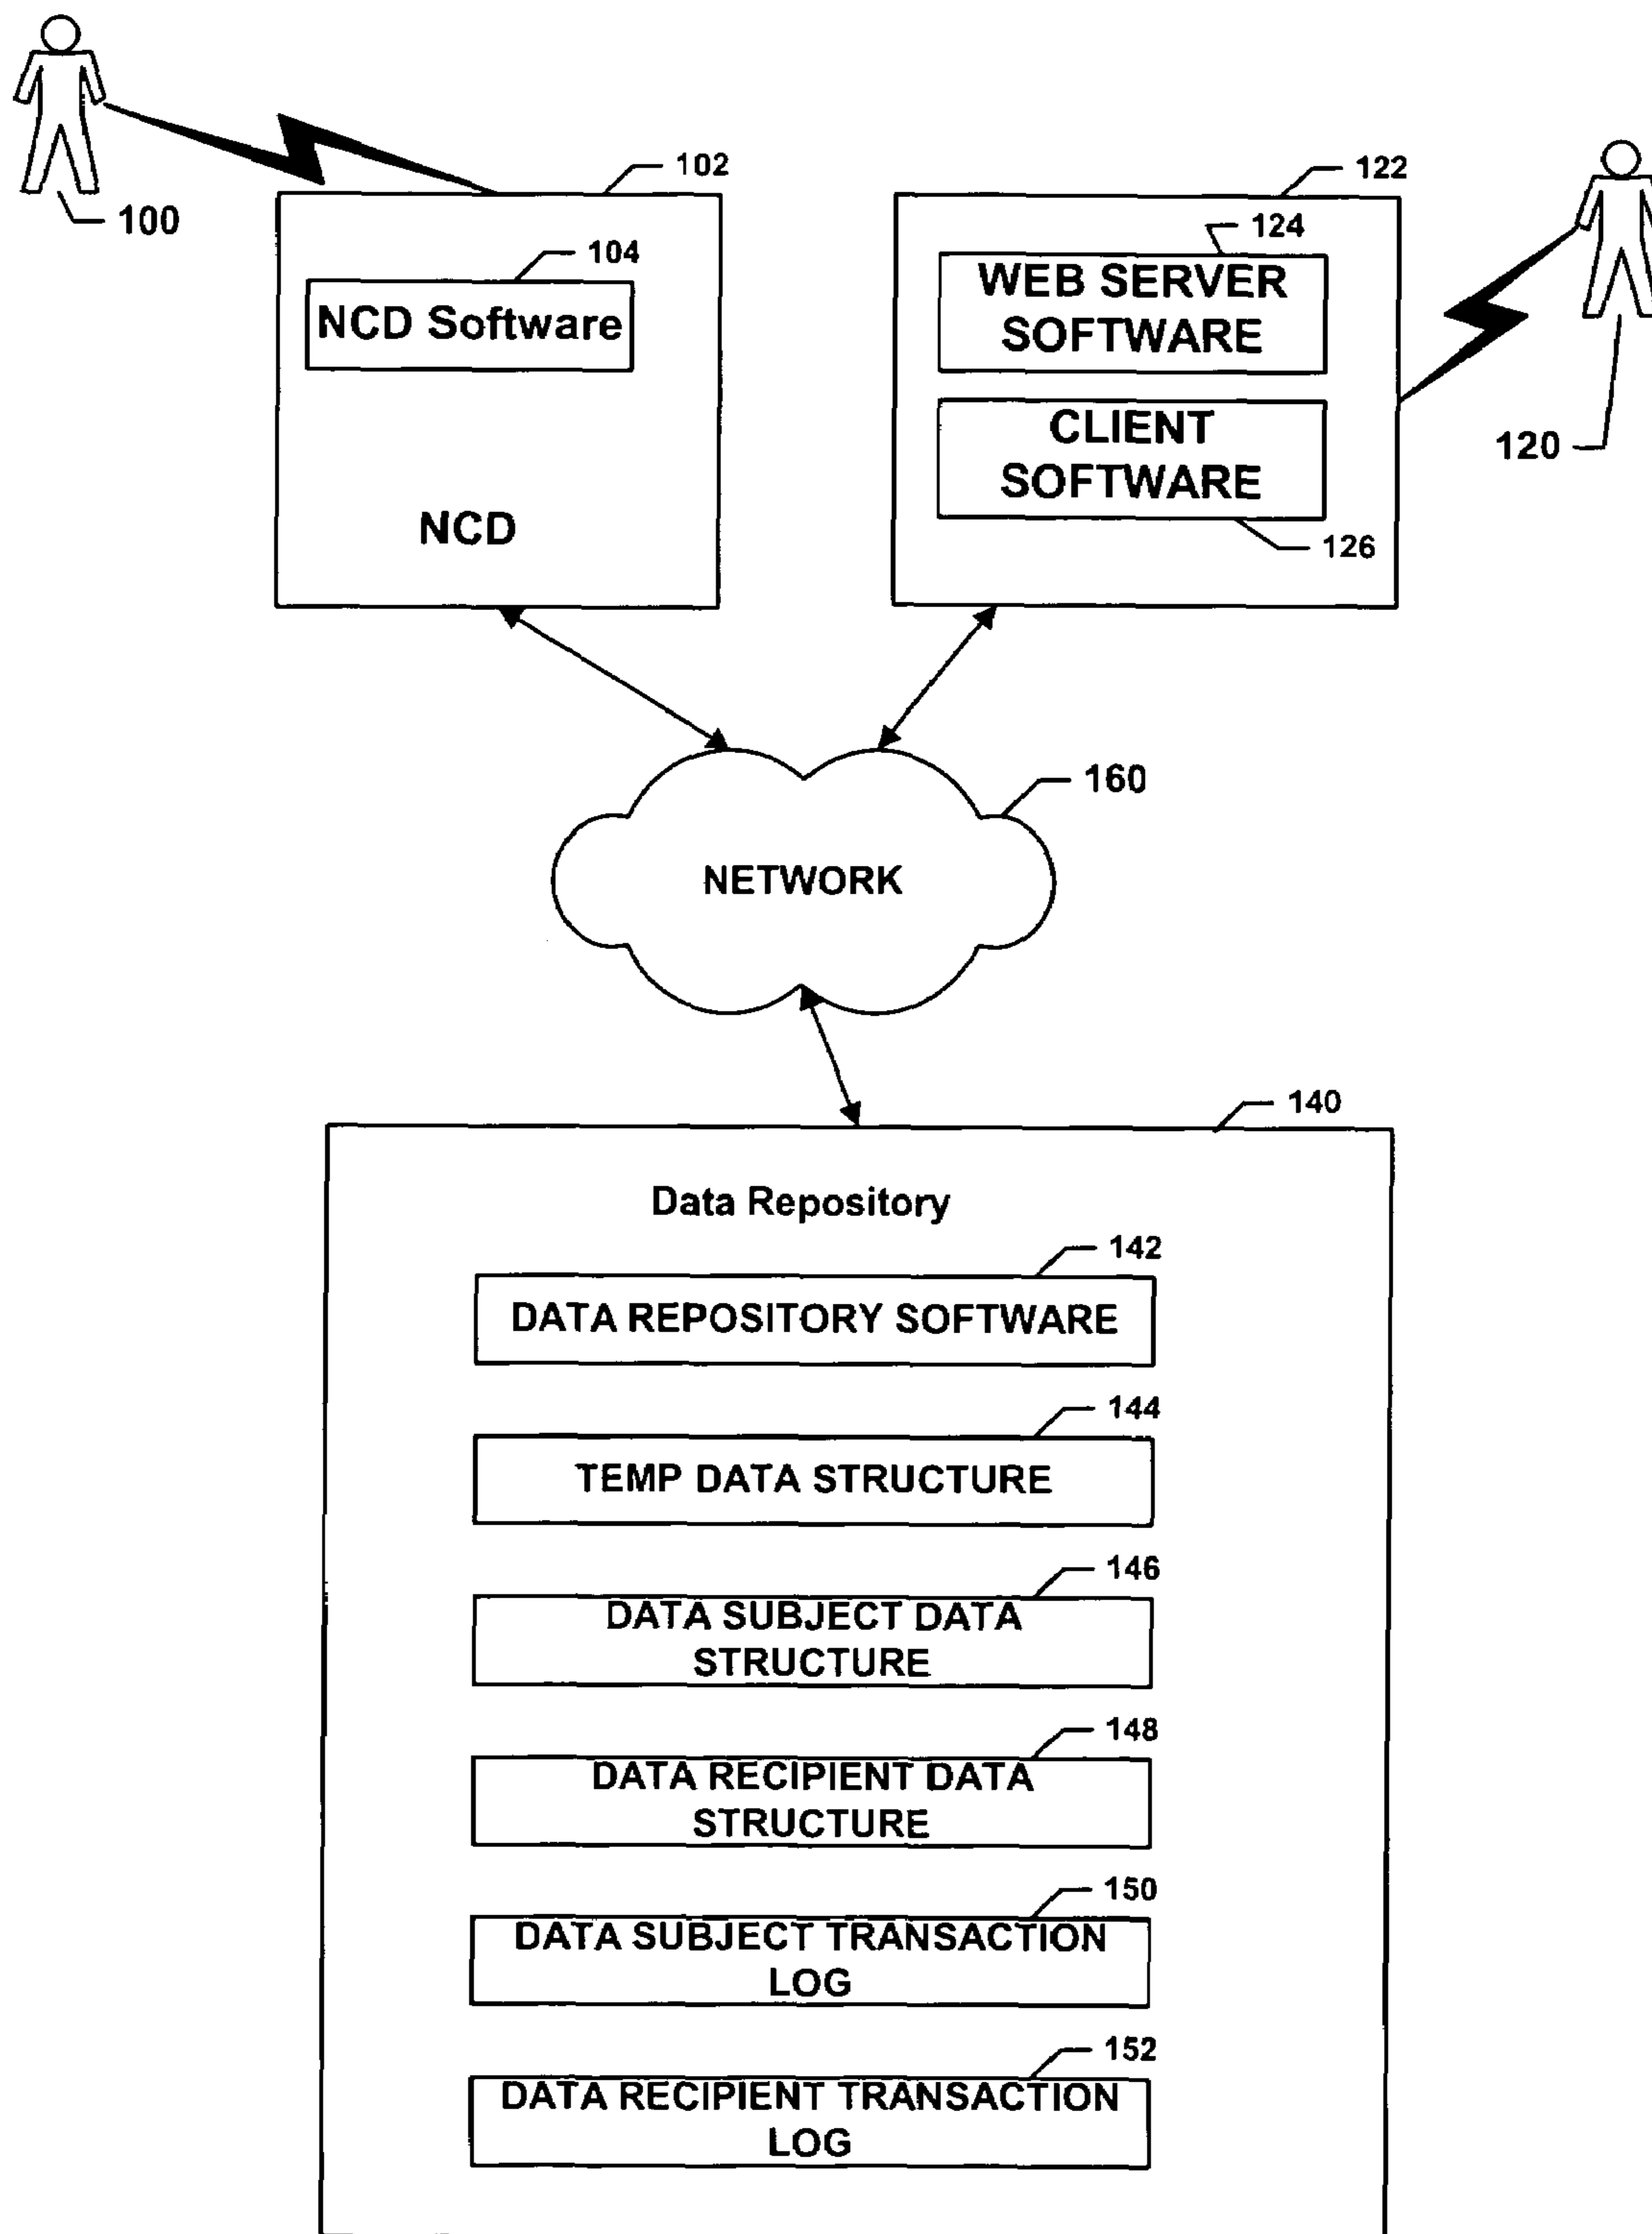 100
102
104
NCD Software
NCD
122
124
WEB SERVER
SOFTWARE
CLIENT
SOFTWARE
126
120
160
NETWORK
140
Data Repository
142
DATA REPOSITORY SOFTWARE
144
TEMP DATA STRUCTURE
146
DATA SUBJECT DATA
STRUCTURE
148
DATA RECIPIENT DATA
STRUCTURE
150
DATA SUBJECT TRANSACTION
LOG
152
DATA RECIPIENT TRANSACTION
LOG